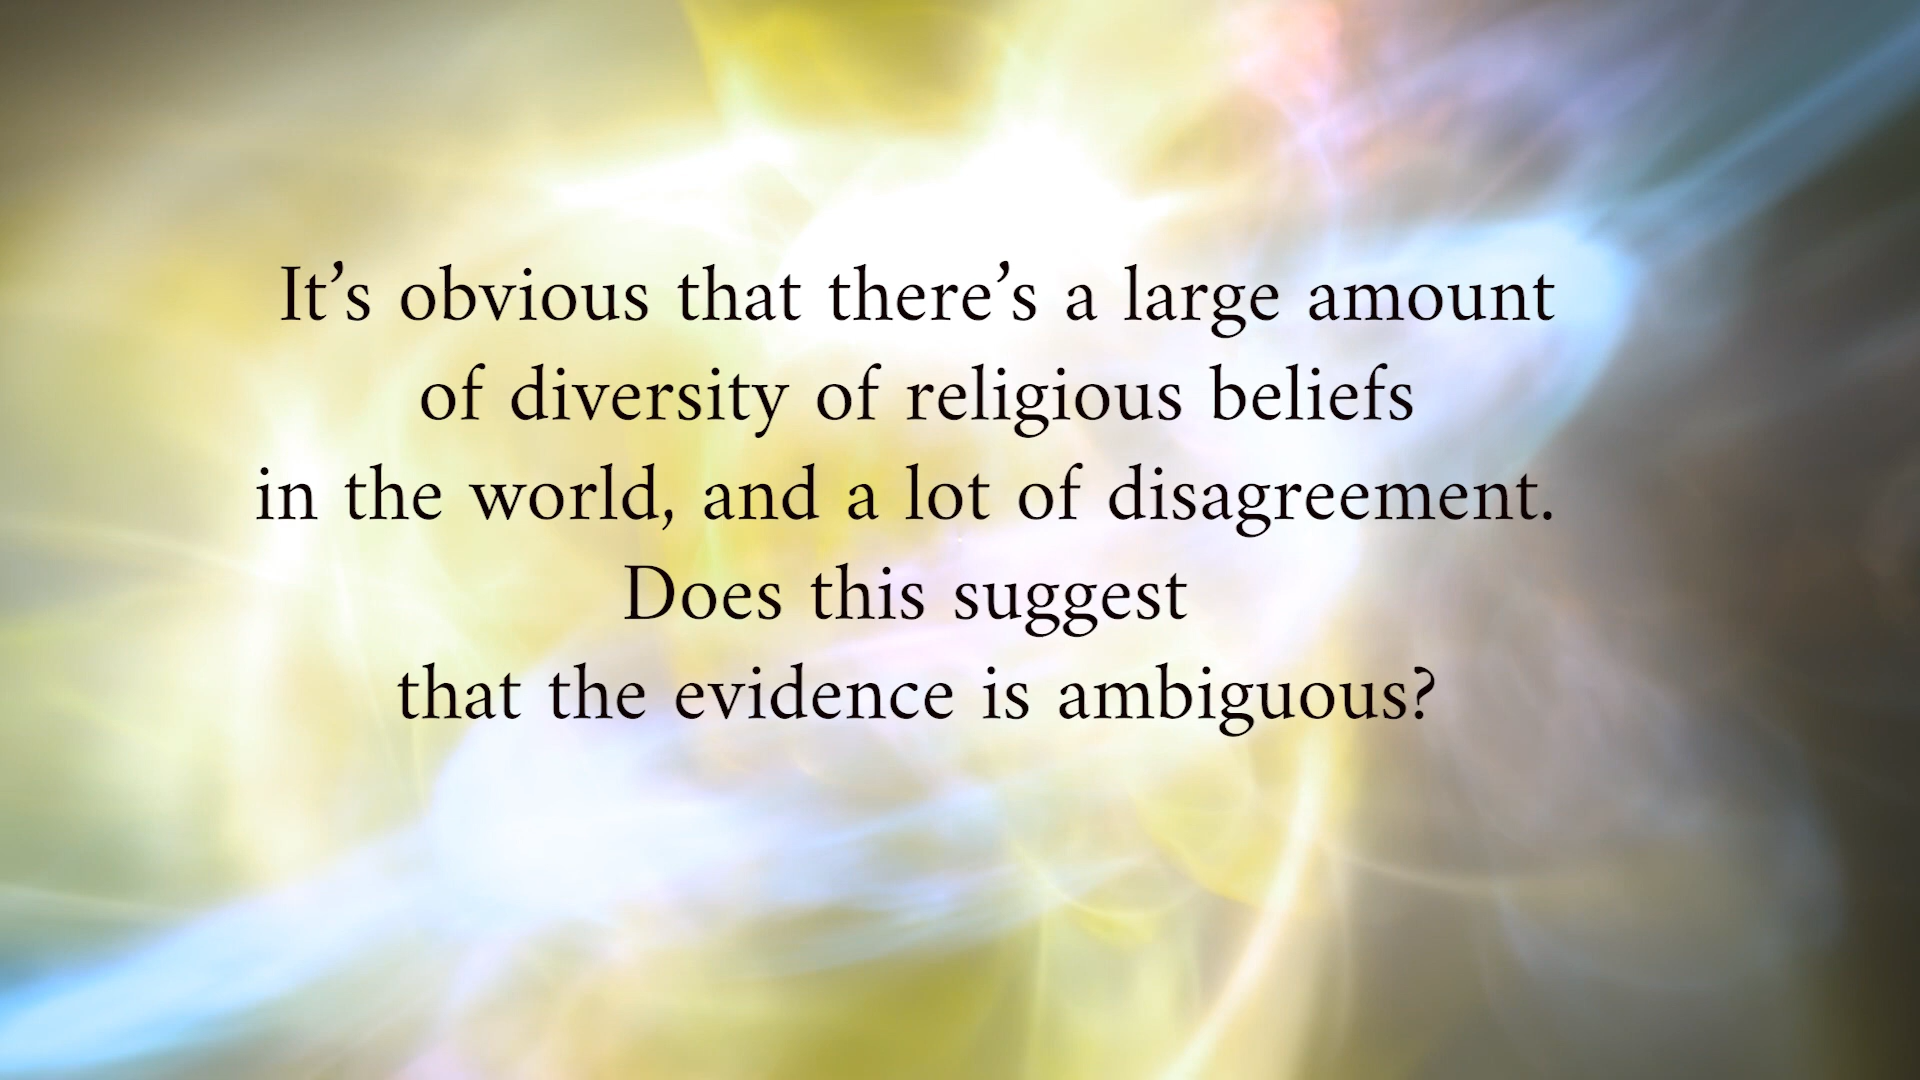 It’s obvious that there’s a large amount
of diversity of religious beliefs
in the world, and a lot of disagreement.
Does this suggest
that the evidence is ambiguous?